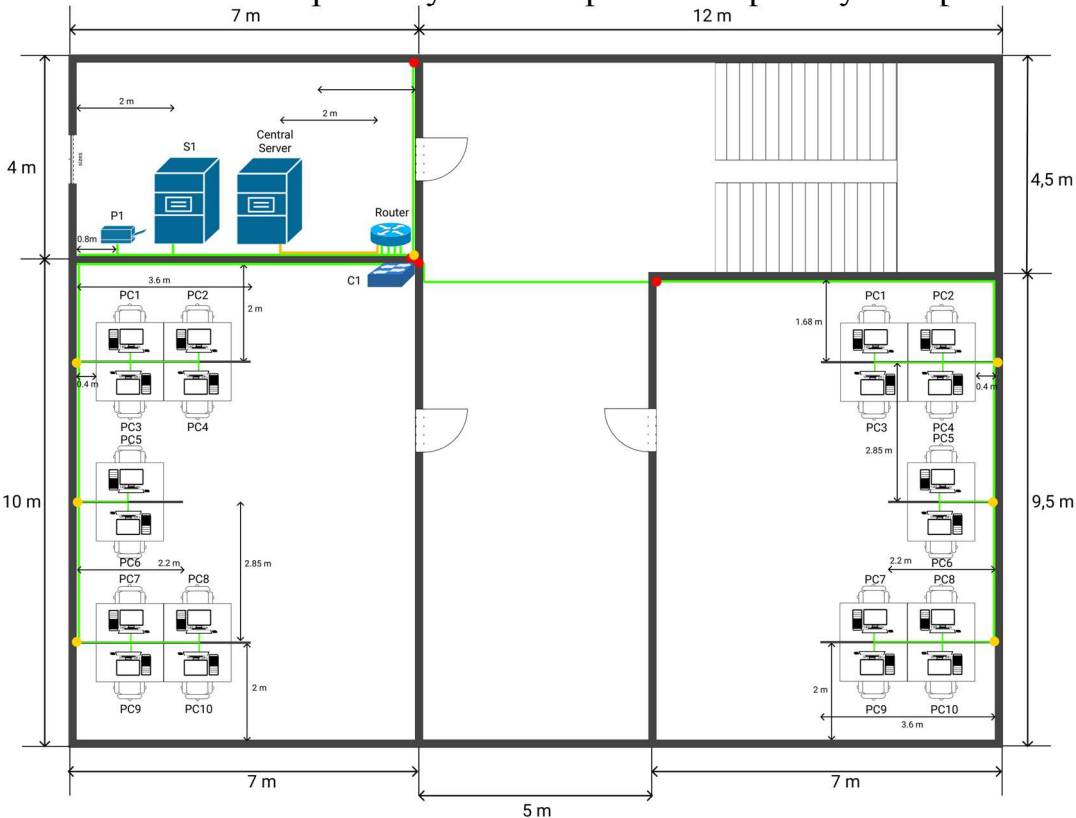 7 m
12 m
2 m
2 m
sizes
S1
Central
Server
4 m
4,5 m
P1
Router
0.8m
C1
3.6 m
PC1
PC2
2 m
0.4 m
PC3
PC4
PC5
PC6
2.2 m
PC7
PC8
2.85 m
PC9
PC10
2 m
10 m
PC1
PC2
1.68 m
0.4 m
PC3
PC4
PC5
2.85 m
9,5 m
PC6
2.2 m
PC7
PC8
2 m
PC9
PC10
3.6 m
7 m
7 m
5 m